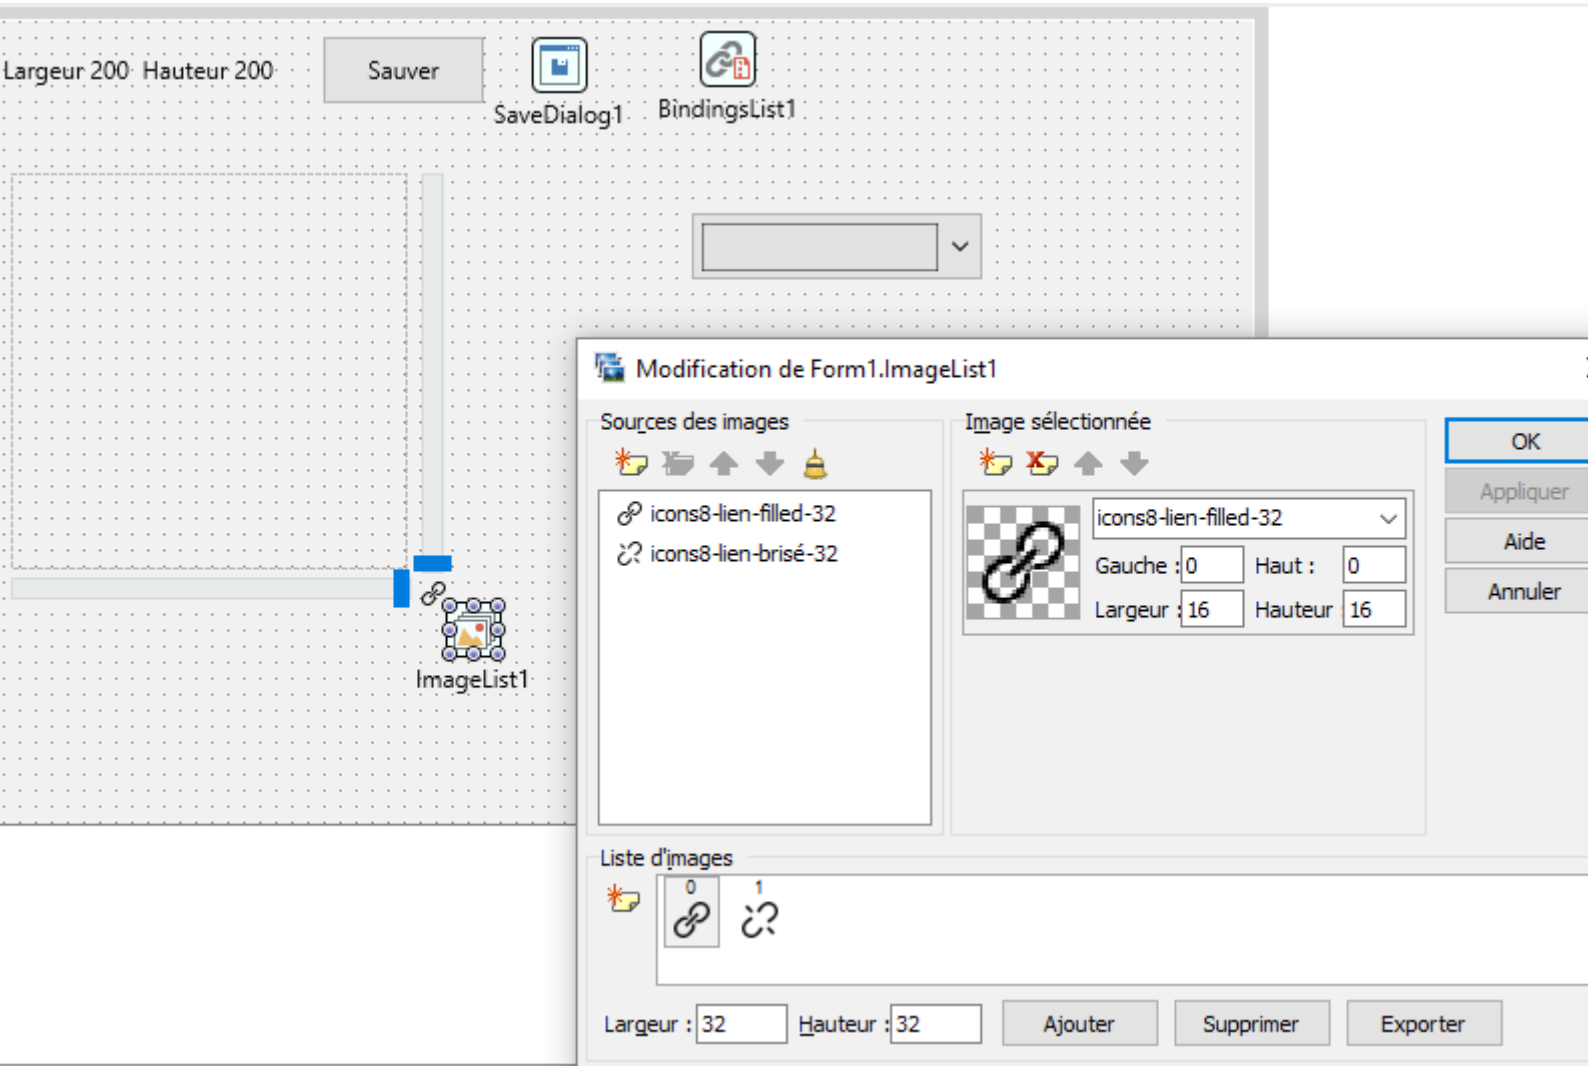 Largeur 200 Hauteur 200 Sauver
SaveDialog1 BindingsList1
Modification de Form1.ImageList1
Sources des images Image sélectionnée
OK
Appliquer
Aide
Annuler
icons8-lien-filled-32
icons8-lien-brisé-32
icons8-lien-filled-32
Gauche : 0 Haut : 0
Largeur : 16 Hauteur : 16
ImageList1
Liste d'images
0 1
Largeur : 32 Hauteur : 32 Ajouter Supprimer Exporter